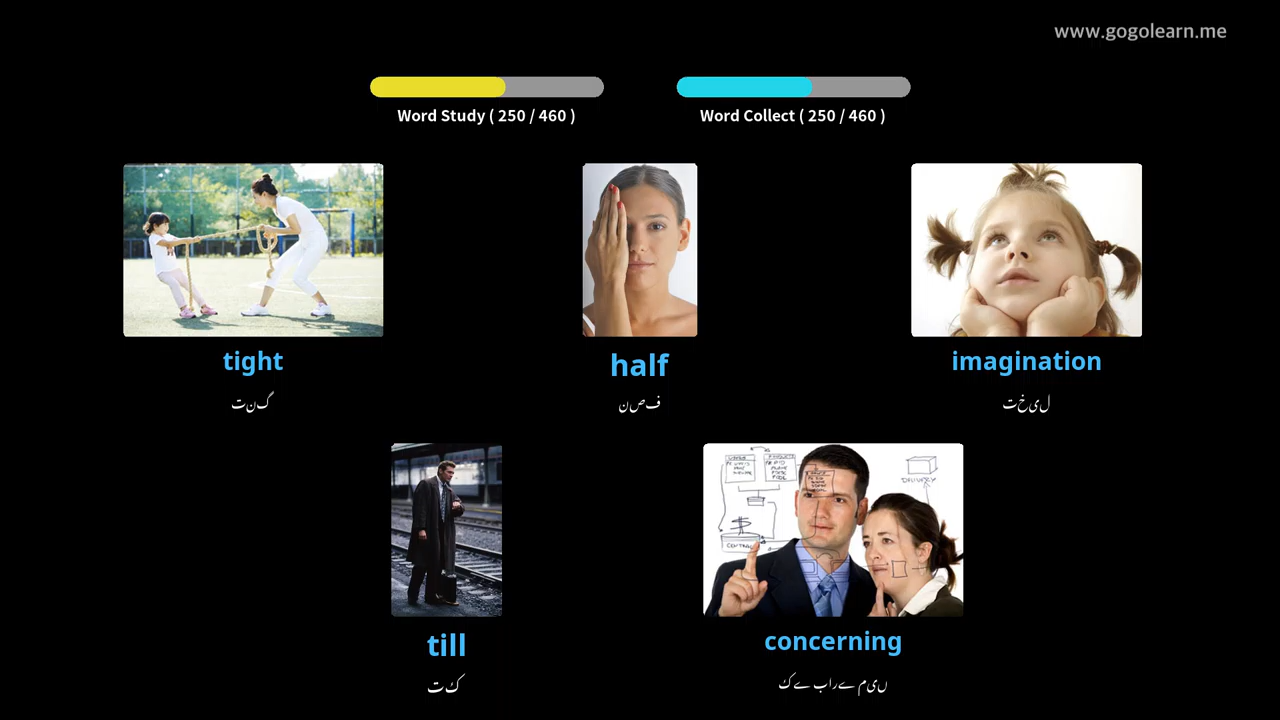 www.gogolearn.me
Word Study ( 250 / 460 )
Word Collect ( 250 / 460 )
tight
half
imagination
تنگ
نصف
تخیل
till
concerning
تک
کے بارے میں